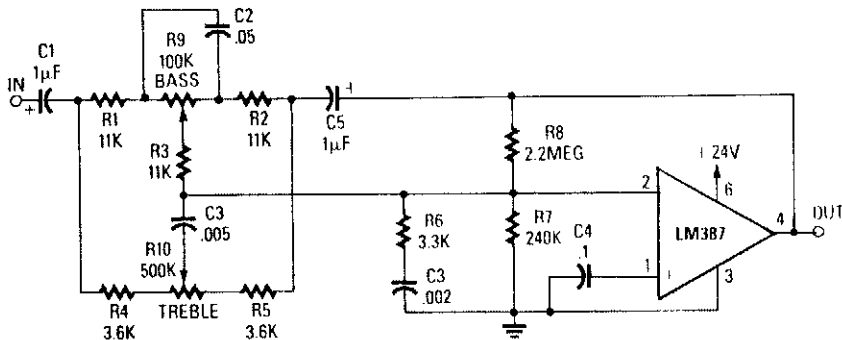 IN
C1
1µF
+
R1
11K
R9
100K
BASS
C2
.05
R2
11K
R3
11K
+
C5
1µF
R8
2.2MEG
+24V
2
6
4
OUT
LM387
C3
.005
R10
500K
R6
3.3K
R7
240K
C4
.1
1
+
3
C3
.002
R4
3.6K
TREBLE
R5
3.6K